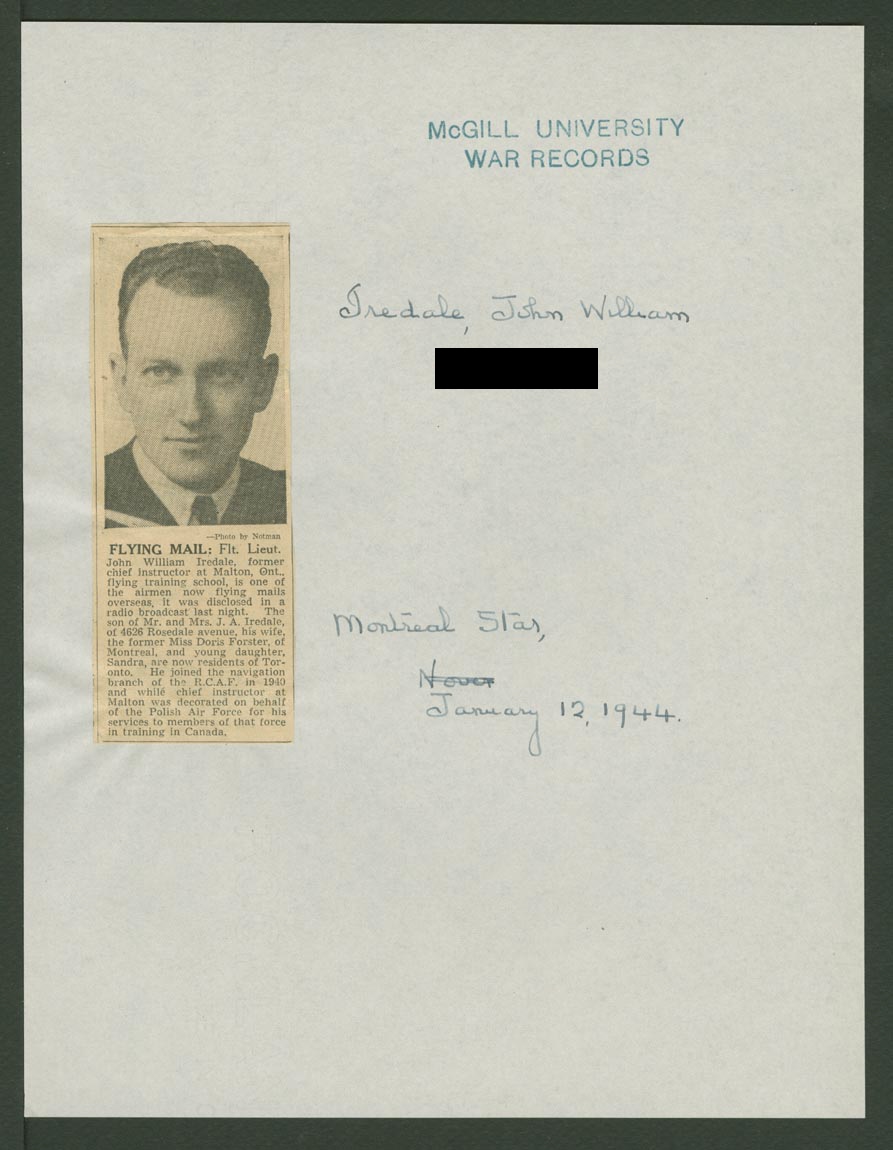 McGILL UNIVERSITY
WAR RECORDS
Iredale, John William
—Photo by Notman
FLYING MAIL: Flt. Lieut.
John William Iredale, former
chief instructor at Malton, Ont.,
flying training school, is one of
the airmen now flying mails
overseas, it was disclosed in a
radio broadcast last night. The
son of Mr. and Mrs. J. A. Iredale,
of 4626 Rosedale avenue, his wife,
the former Miss Doris Forster, of
Montreal, and young daughter,
Sandra, are now residents of Tor-
onto. He joined the navigation
branch of the R.C.A.F. in 1940
and while chief instructor at
Malton was decorated on behalf
of the Polish Air Force for his
services to members of that force
in training in Canada.
Montreal Star,
January 12, 1944.